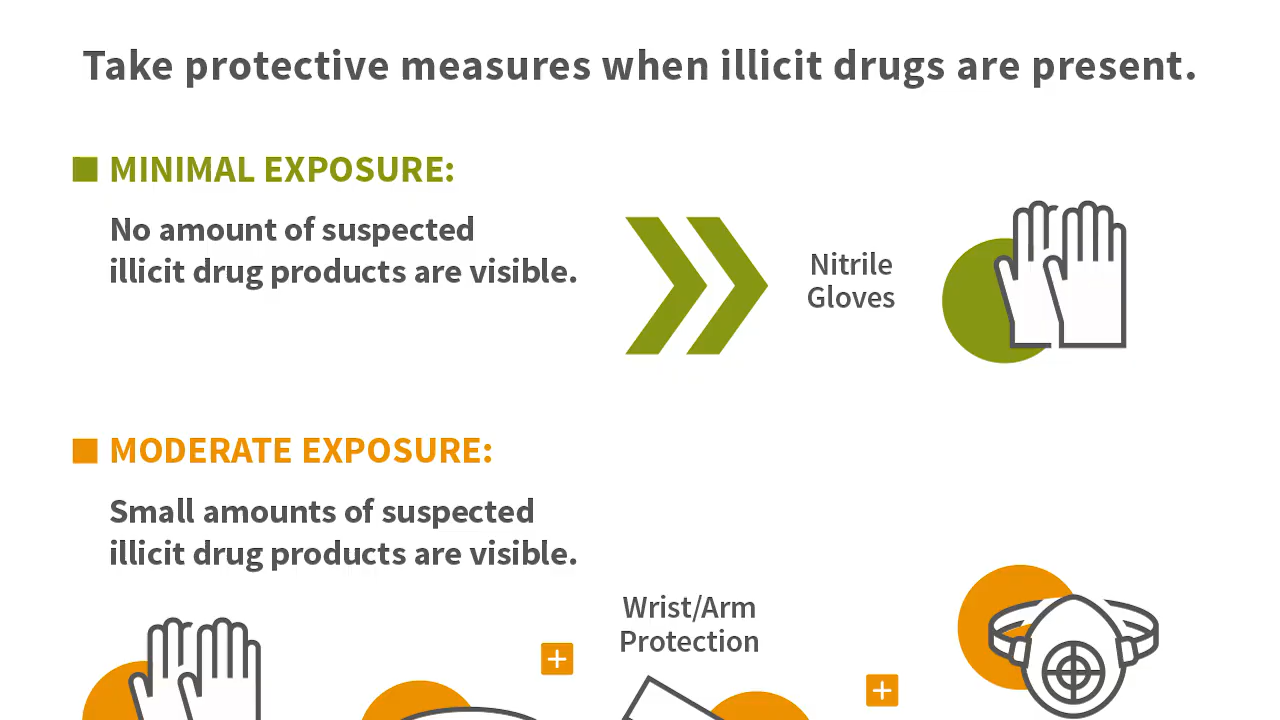 Take protective measures when illicit drugs are present.
MINIMAL EXPOSURE:
No amount of suspected
illicit drug products are visible.
Nitrile
Gloves
MODERATE EXPOSURE:
Small amounts of suspected
illicit drug products are visible.
Wrist/Arm
Protection